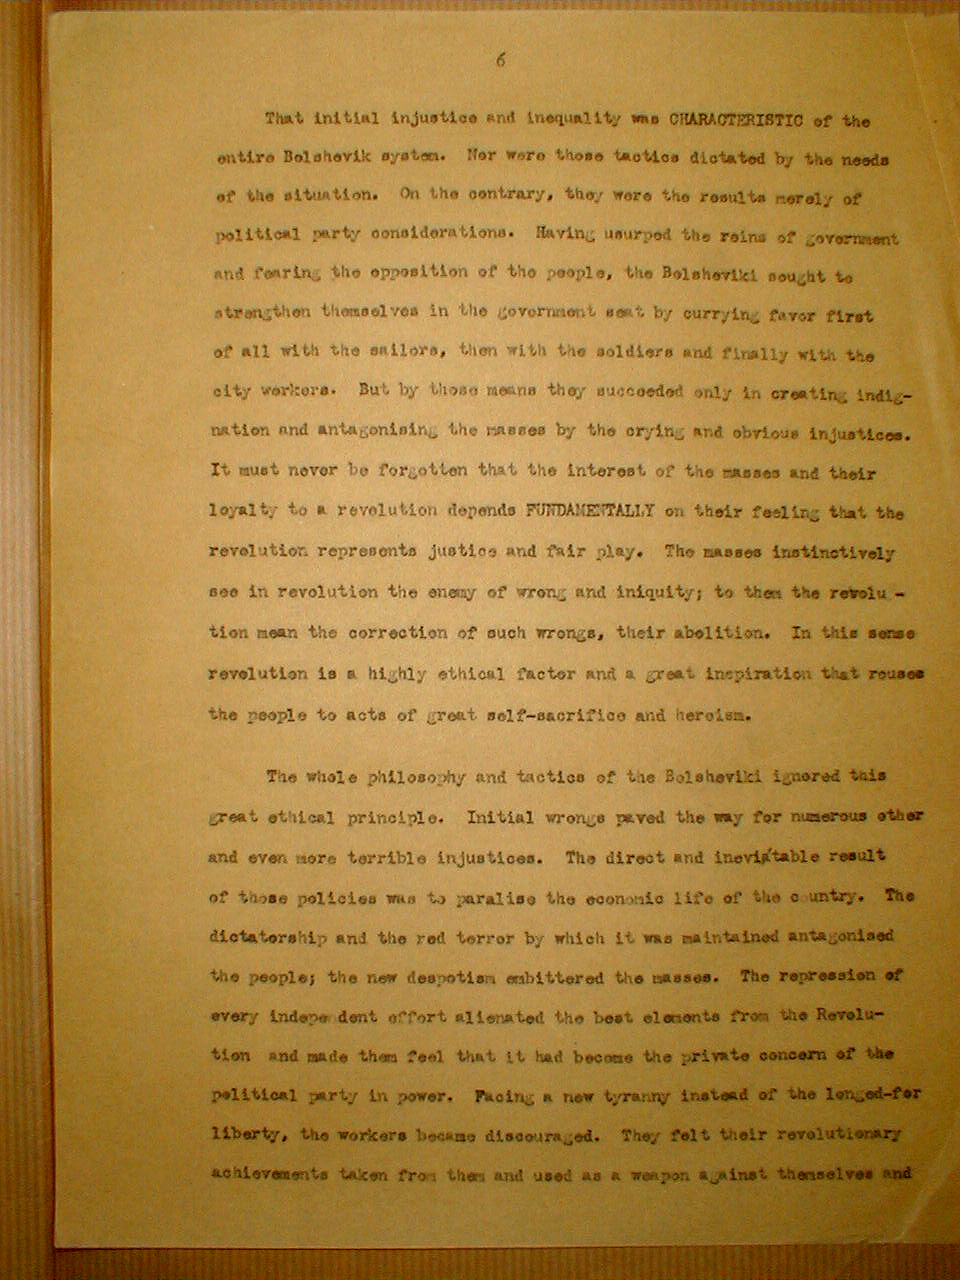 6
That initial injustice and inequality was CHARACTERISTIC of the
entire Bolshevik system. Nor were those tactics dictated by the needs
of the situation. On the contrary, they were the results merely of
political party considerations. Having usurped the reins of government
and fearing the opposition of the people, the Bolsheviki sought to
strengthen themselves in the government seat by currying favor first
of all with the sailors, then with the soldiers and finally with the
city workers. But by those means they succeeded only in creating indig-
nation and antagonising the masses by the crying and obvious injustices.
It must never be forgotten that the interest of the masses and their
loyalty to a revolution depends FUNDAMENTALLY on their feeling that the
revolution represents justice and fair play. The masses instinctively
see in revolution the enemy of wrong and iniquity; to them the revolu -
tion mean the correction of such wrongs, their abolition. In this sense
revolution is a highly ethical factor and a great inspiration that rouses
the people to acts of great self-sacrifice and heroism.
The whole philosophy and tactics of the Bolsheviki ignored this
great ethical principle. Initial wrongs paved the way for numerous other
and even more terrible injustices. The direct and inevitable result
of those policies was to paralise the economic life of the c untry. The
dictatorship and the red terror by which it was maintained antagonised
the people; the new despotism embittered the masses. The repression of
every indepe dent effort alienated the best elements from the Revolu-
tion and made them feel that it had become the private concern of the
political party in power. Facing a new tyranny instead of the longed-for
liberty, the workers became discouraged. They felt their revolutionary
achievements taken from them and used as a weapon against themselves and